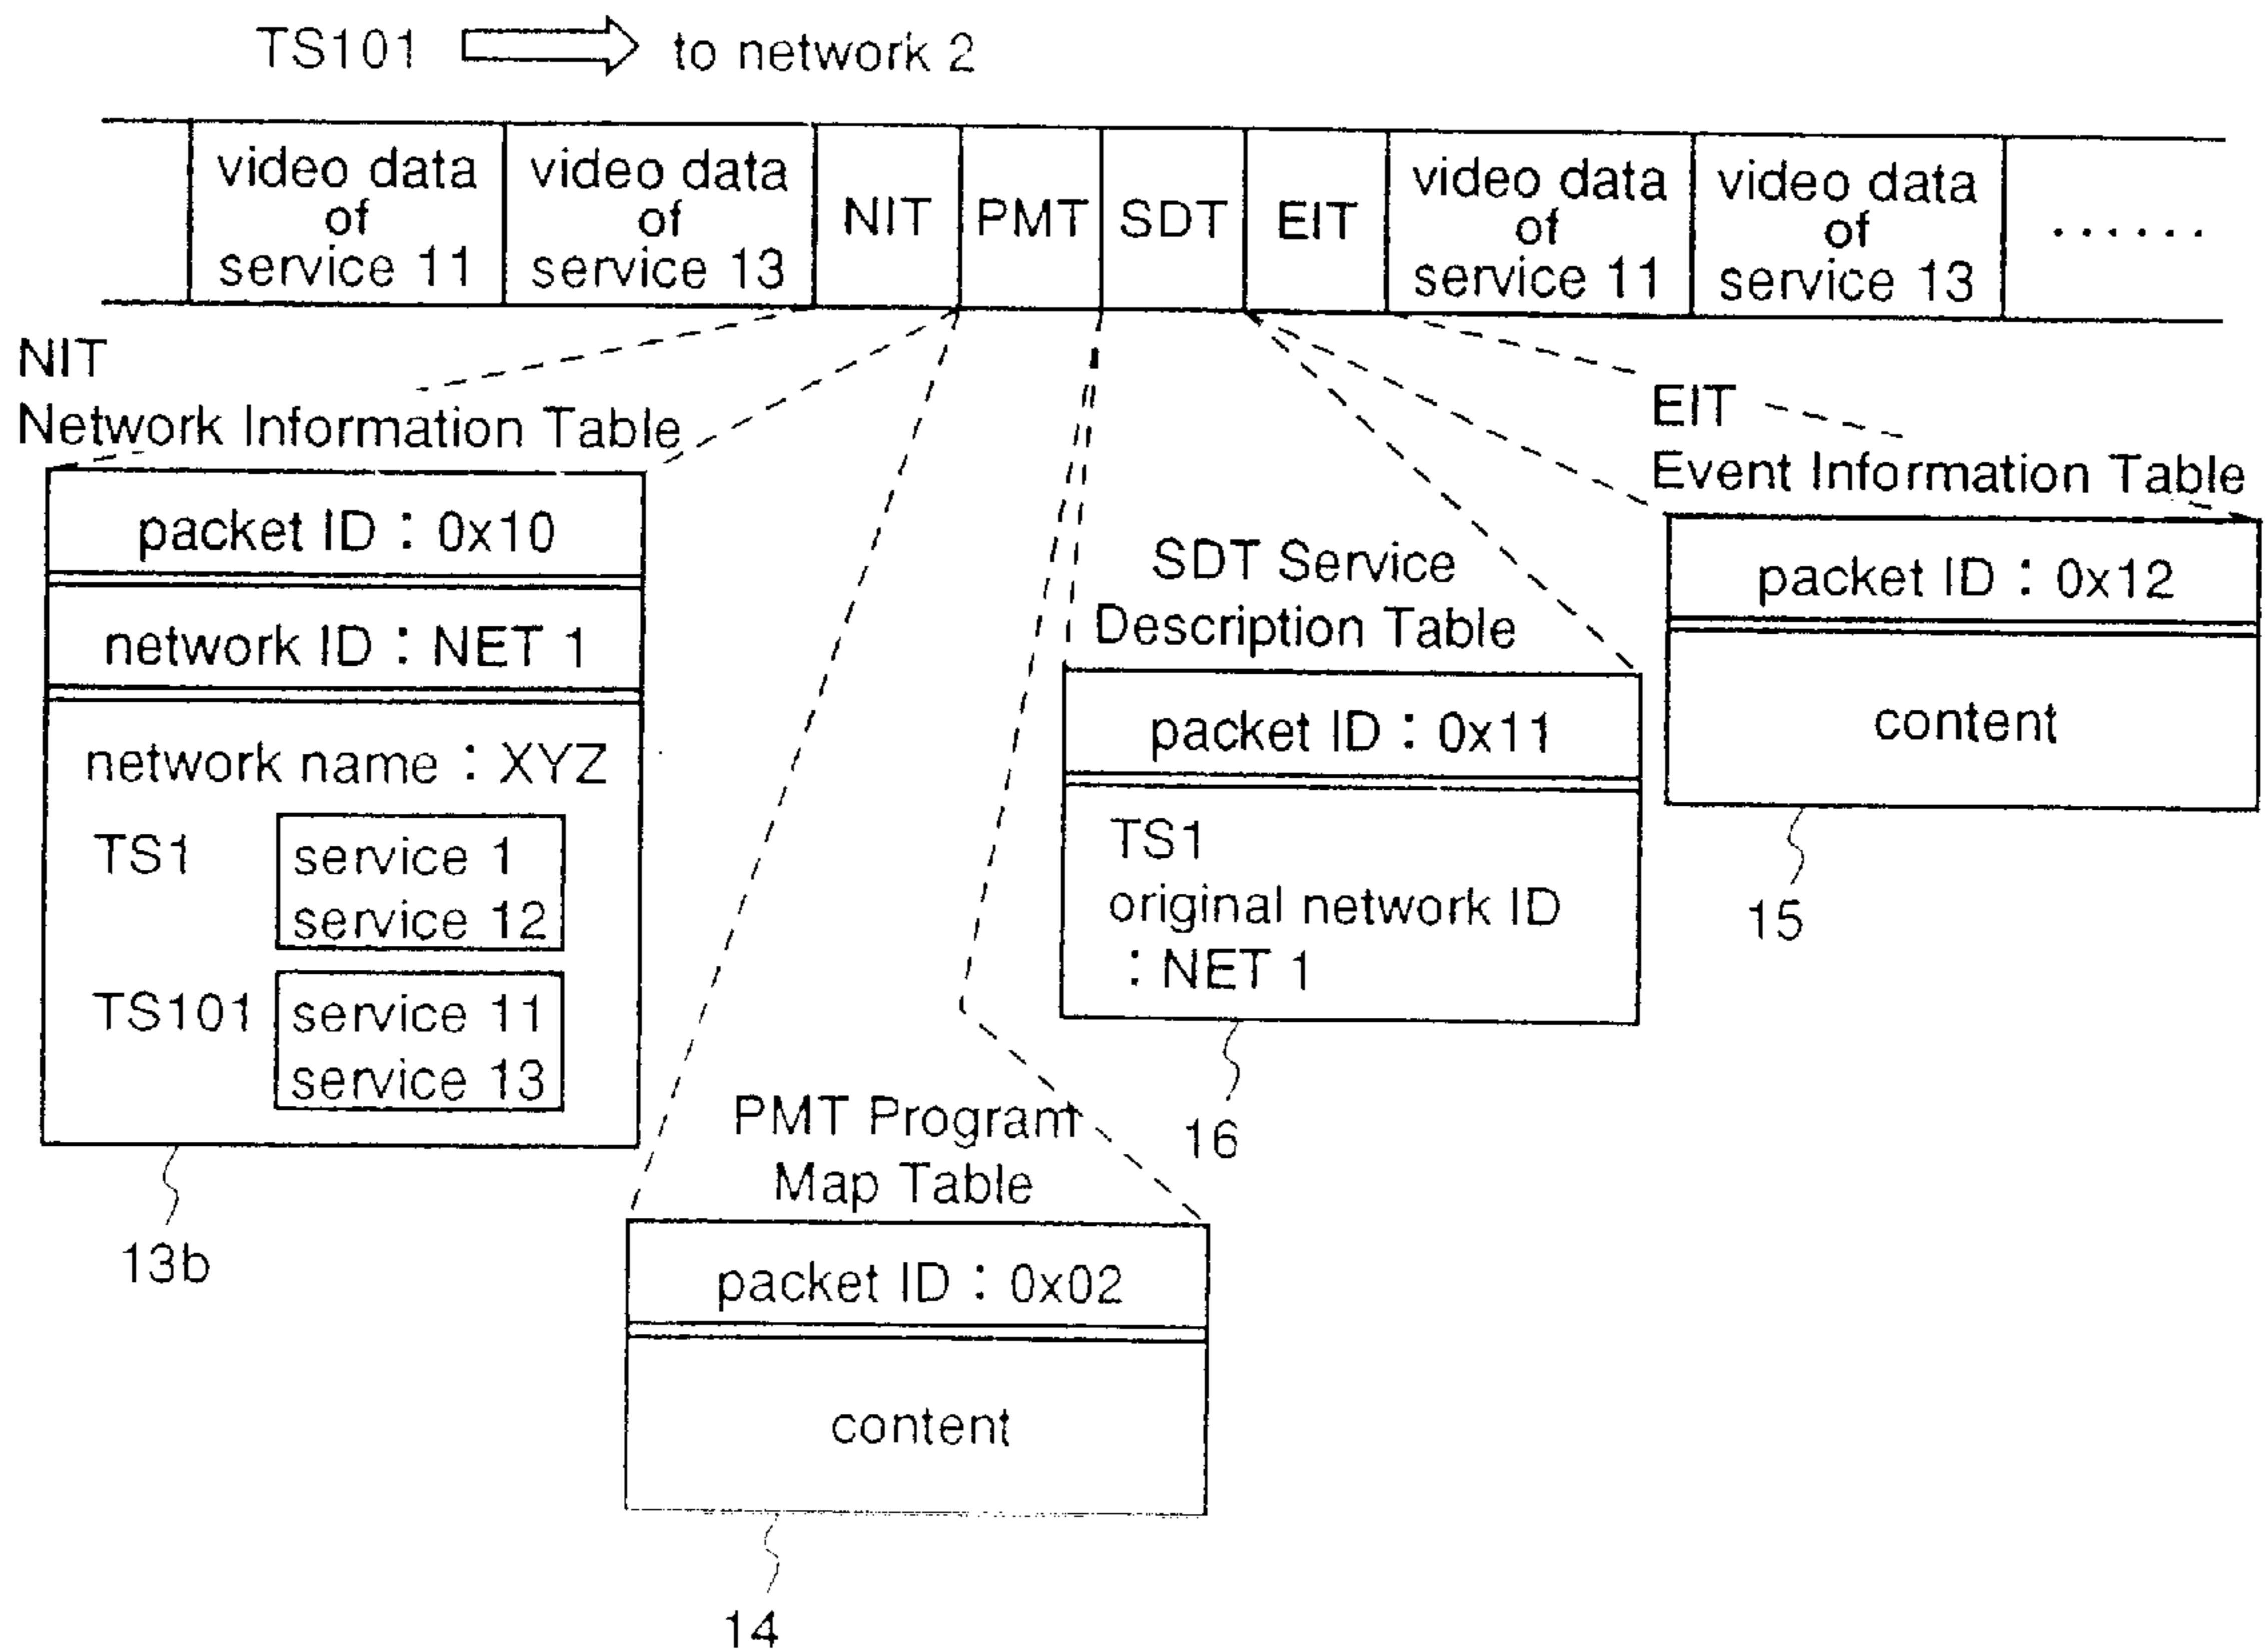 TS101 to network 2
video data of service 11
video data of service 13
NIT
PMT
SDT
EIT
video data of service 11
video data of service 13
......
NIT
Network Information Table
packet ID : 0x10
network ID : NET 1
network name : XYZ
TS1
service 1
service 12
TS101
service 11
service 13
13b
PMT Program
Map Table
packet ID : 0x02
content
14
SDT Service
Description Table
packet ID : 0x11
TS1
original network ID
: NET 1
16
EIT
Event Information Table
packet ID : 0x12
content
15